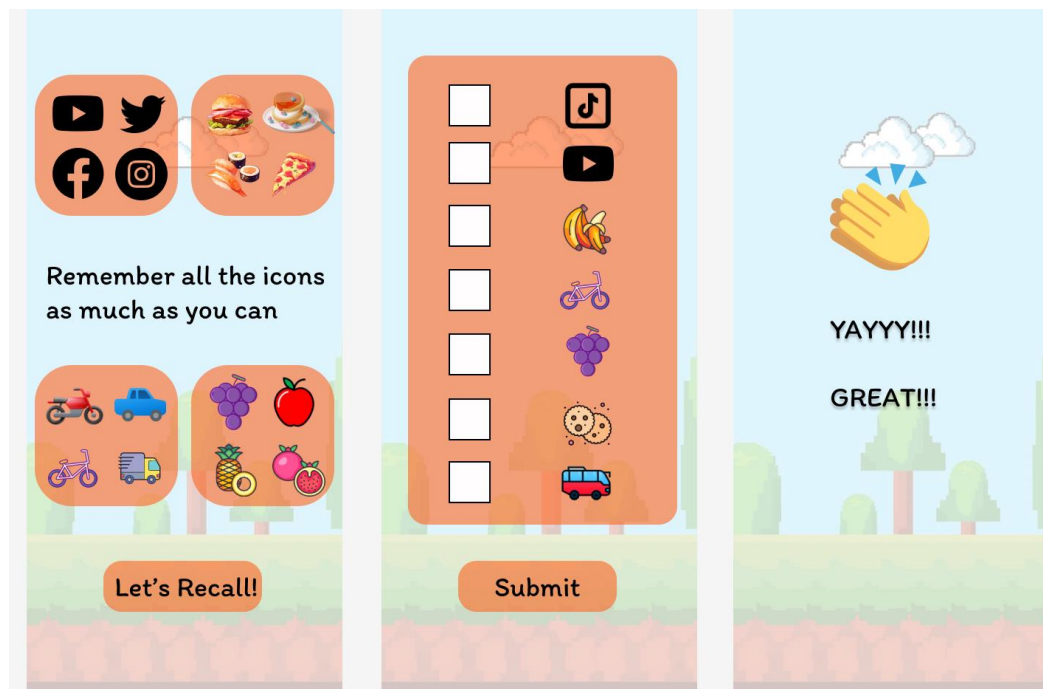 Remember all the icons
as much as you can
Let's Recall!
Submit
YAYYY!!!
GREAT!!!